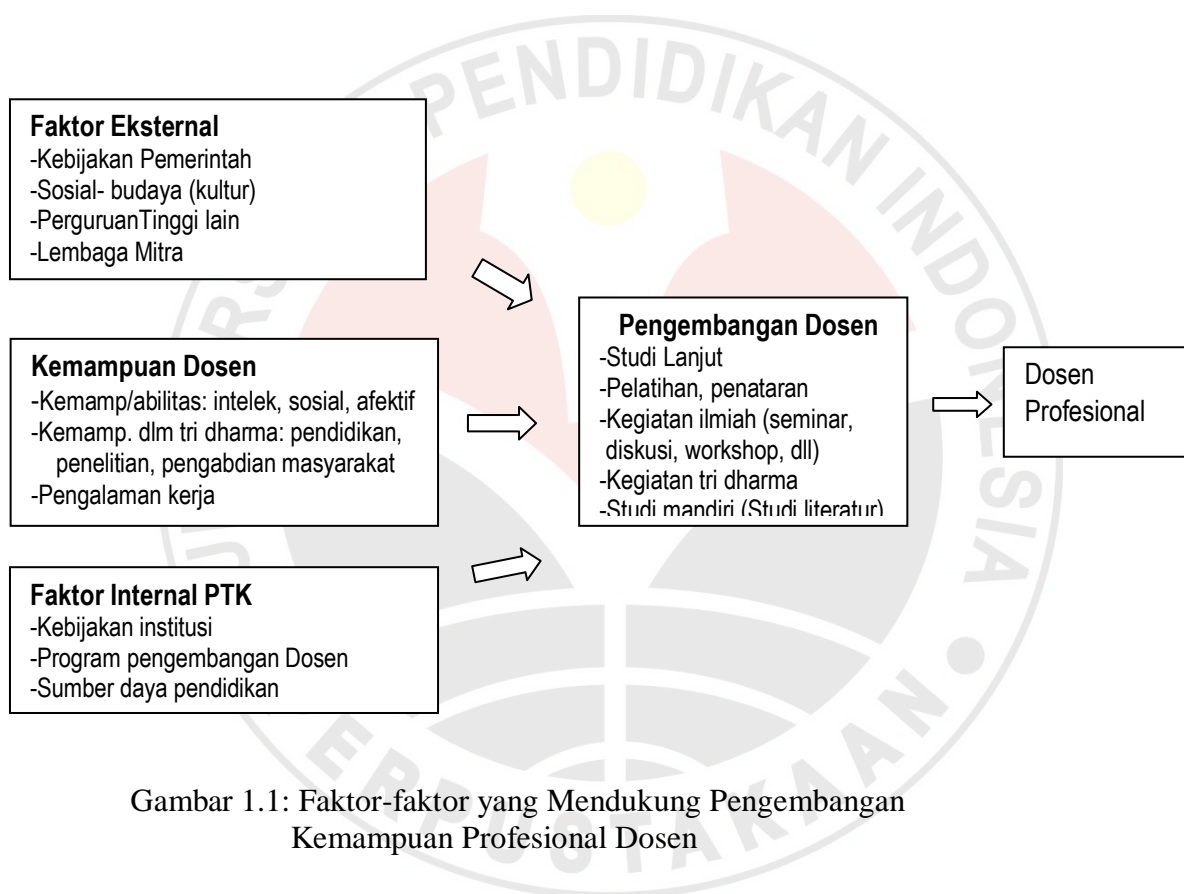 Faktor Eksternal
-Kebijakan Pemerintah
-Sosial- budaya (kultur)
-PerguruanTinggi lain
-Lembaga Mitra
Kemampuan Dosen
-Kemamp/abilitas: intelek, sosial, afektif
-Kemamp. dlm tri dharma: pendidikan,
penelitian, pengabdian masyarakat
-Pengalaman kerja
Faktor Internal PTK
-Kebijakan institusi
-Program pengembangan Dosen
-Sumber daya pendidikan
Pengembangan Dosen
-Studi Lanjut
-Pelatihan, penataran
-Kegiatan ilmiah (seminar,
diskusi, workshop, dll)
-Kegiatan tri dharma
-Studi mandiri (Studi literatur)
Dosen
Profesional
Gambar 1.1: Faktor-faktor yang Mendukung Pengembangan
Kemampuan Profesional Dosen
PENDIDIKAN INDONESIA